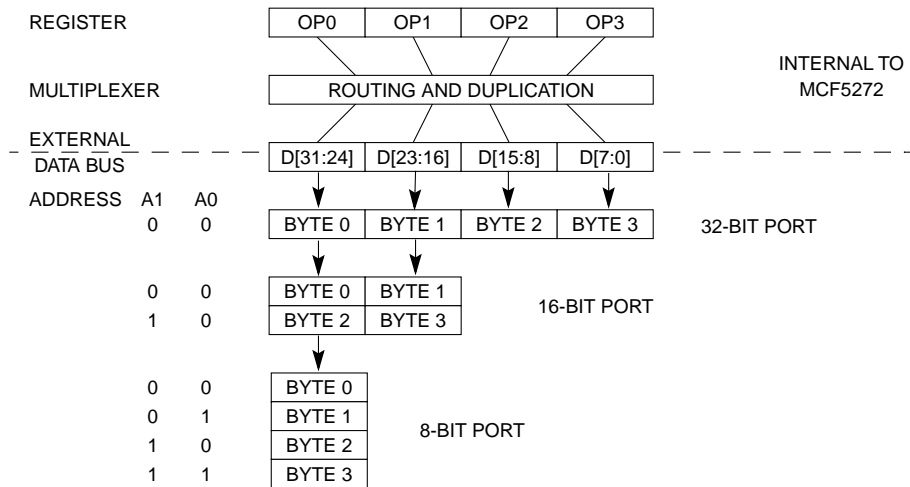 REGISTER OP0 OP1 OP2 OP3
INTERNAL TO
MULTIPLEXER ROUTING AND DUPLICATION MCF5272
EXTERNAL
DATA BUS D[31:24] D[23:16] D[15:8] D[7:0]
ADDRESS A1 A0
0 0 BYTE 0 BYTE 1 BYTE 2 BYTE 3 32-BIT PORT
0 0 BYTE 0 BYTE 1
16-BIT PORT
1 0 BYTE 2 BYTE 3
0 0 BYTE 0
0 1 BYTE 1
8-BIT PORT
1 0 BYTE 2
1 1 BYTE 3